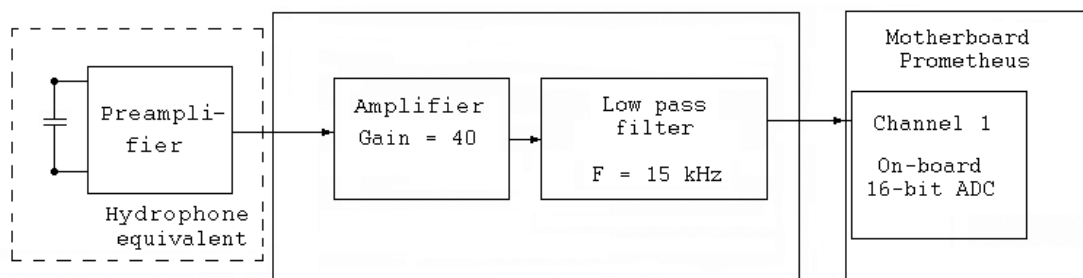 Preampli-
fier
Hydrophone
equivalent
Amplifier
Gain = 40
Low pass
filter
F = 15 kHz
Motherboard
Prometheus
Channel 1
On-board
16-bit ADC